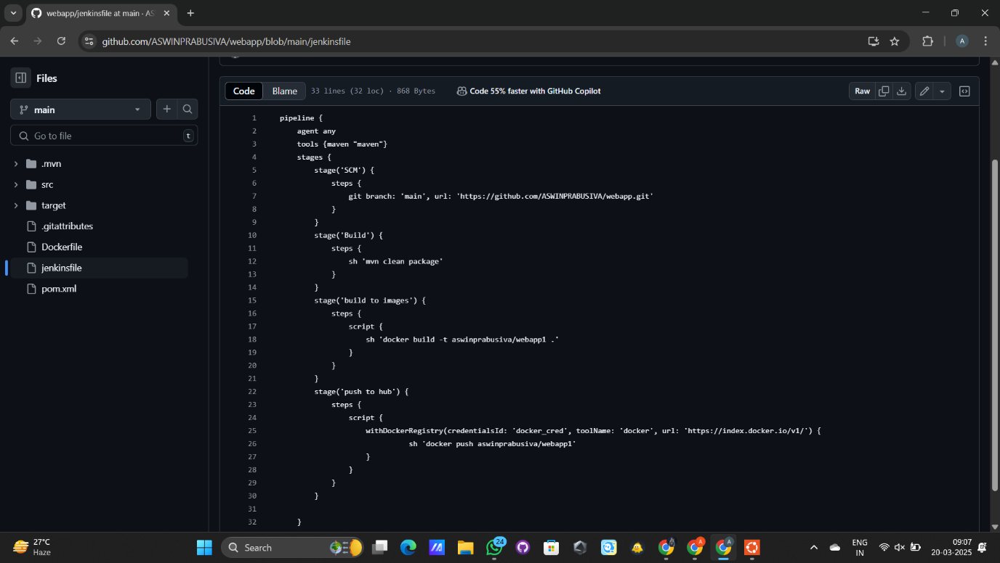 webapp/jenkinsfile at main · AS
github.com/ASWINPRABUSIVA/webapp/blob/main/jenkinsfile
A
Files
main
Go to file
t
.mvn
src
target
.gitattributes
Dockerfile
jenkinsfile
pom.xml
Code
Blame
33 lines (32 loc) · 868 Bytes
Code 55% faster with GitHub Copilot
Raw
1 pipeline {
2     agent any
3     tools {maven "maven"}
4     stages {
5         stage('SCM') {
6             steps {
7                 git branch: 'main', url: 'https://github.com/ASWINPRABUSIVA/webapp.git'
8             }
9         }
10         stage('Build') {
11             steps {
12                 sh 'mvn clean package'
13             }
14         }
15         stage('build to images') {
16             steps {
17                 script {
18                     sh 'docker build -t aswinprabusiva/webapp1 .'
19                 }
20             }
21         }
22         stage('push to hub') {
23             steps {
24                 script {
25                     withDockerRegistry(credentialsId: 'docker_cred', toolName: 'docker', url: 'https://index.docker.io/v1/') {
26                               sh 'docker push aswinprabusiva/webapp1'
27                     }
28                 }
29             }
30         }
31
32     }
27°C
Haze
Search
24
A
A
ENG
IN
09:07
20-03-2025